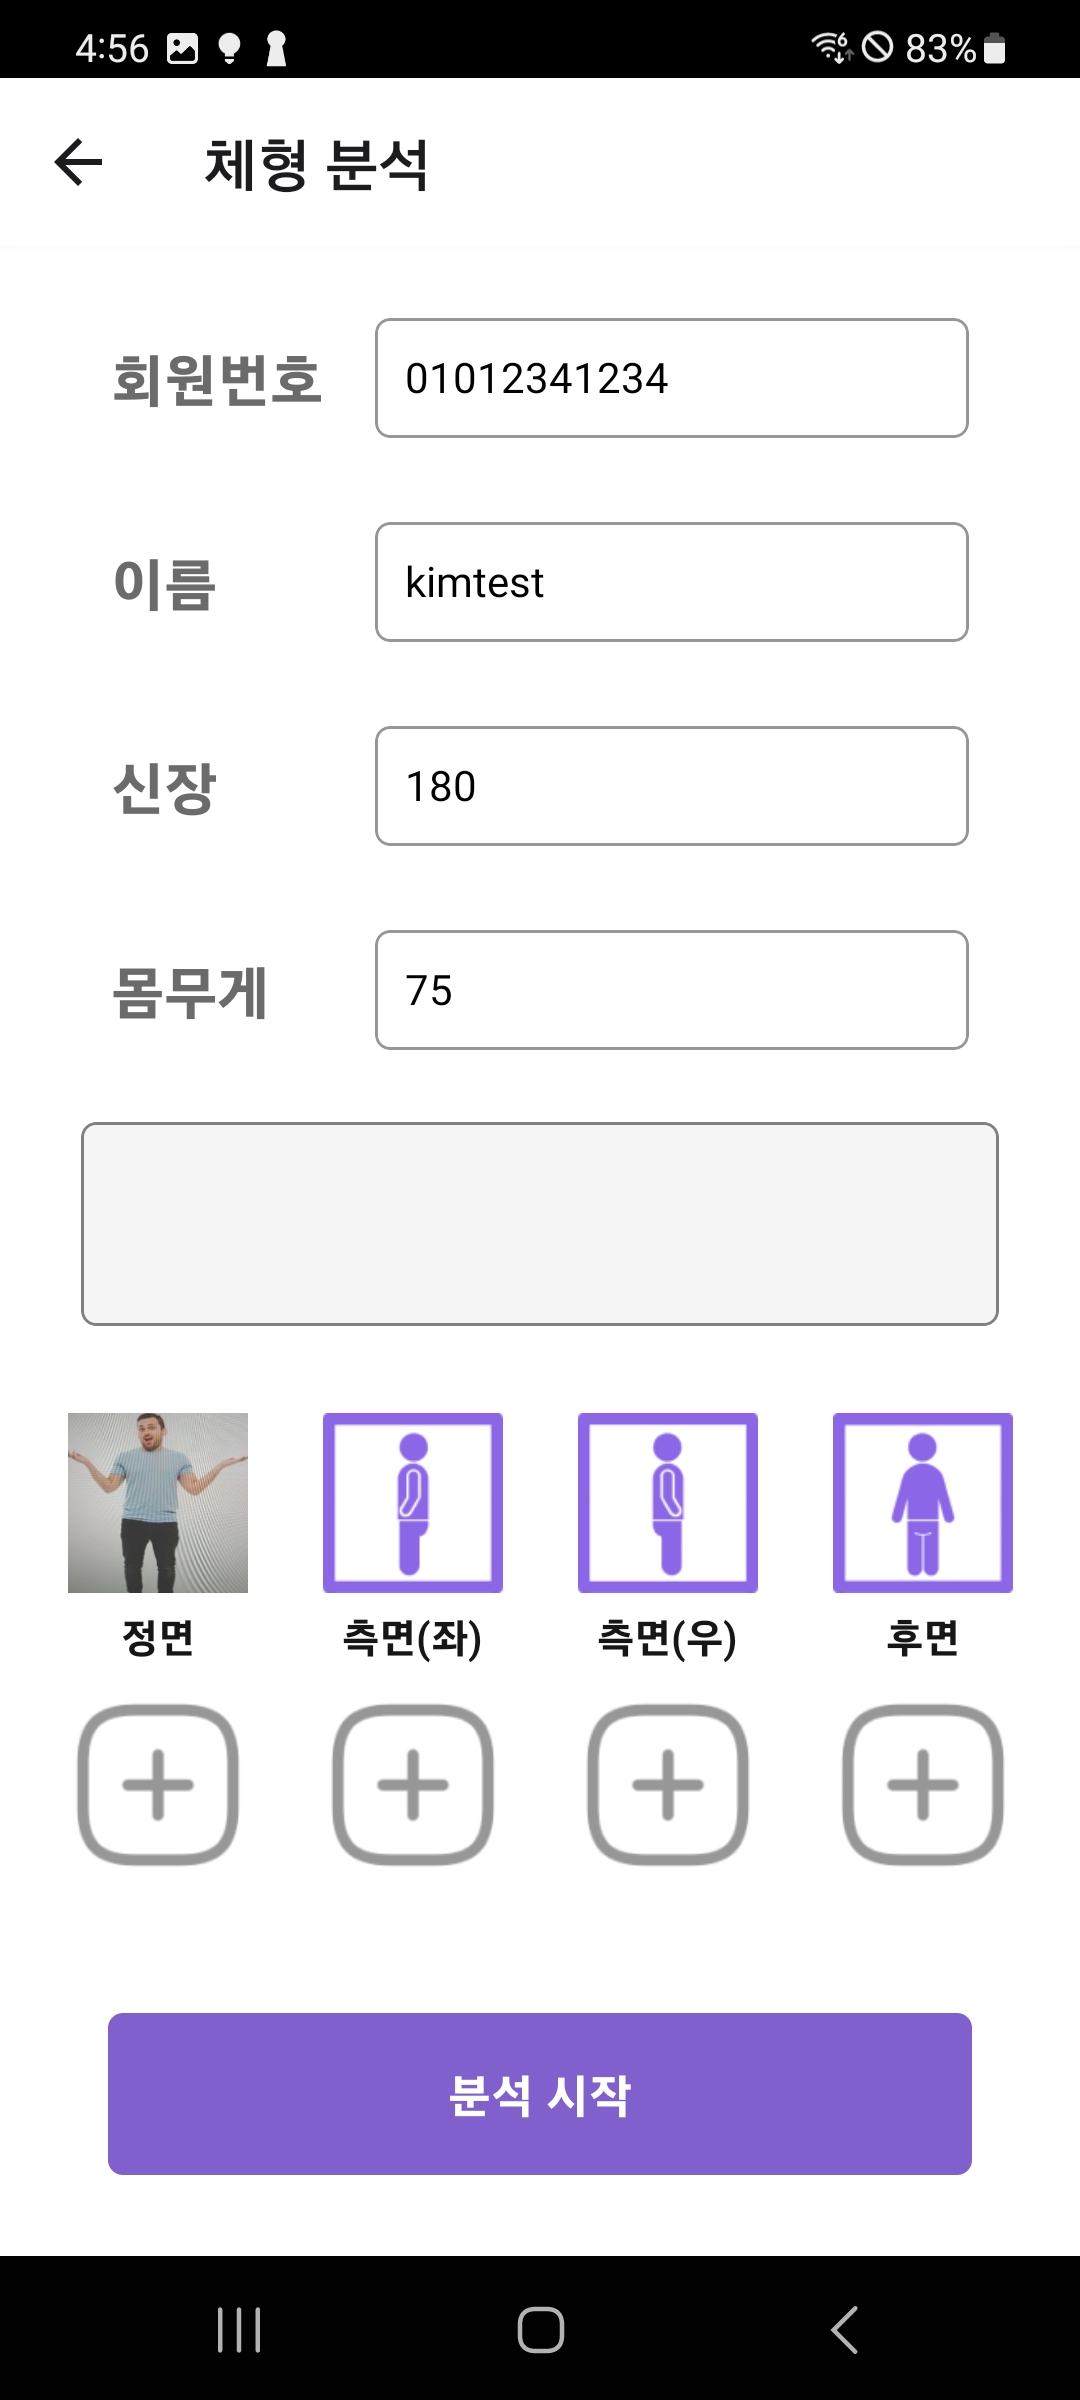 4:56 83%
체형 분석
회원번호 01012341234
이름 kimtest
신장 180
몸무게 75
정면 측면(좌) 측면(우) 후면
분석 시작